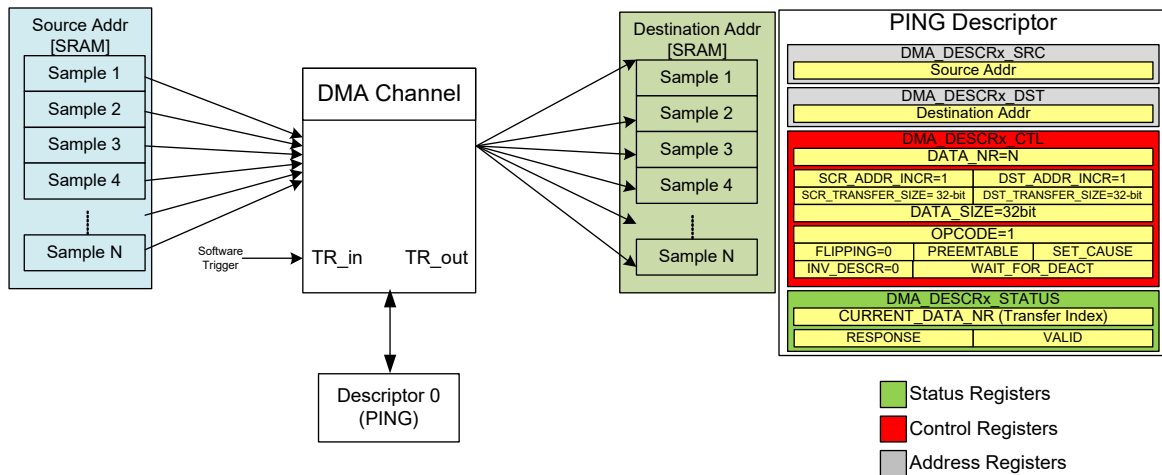 Source Addr
[SRAM]
Sample 1
Sample 2
Sample 3
Sample 4
Sample N
DMA Channel
Software
Trigger
TR_in
TR_out
Descriptor 0
(PING)
Destination Addr
[SRAM]
Sample 1
Sample 2
Sample 3
Sample 4
Sample N
PING Descriptor
DMA_DESCRx_SRC
Source Addr
DMA_DESCRx_DST
Destination Addr
DMA_DESCRx_CTL
DATA_NR=N
SCR_ADDR_INCR=1
DST_ADDR_INCR=1
SCR_TRANSFER_SIZE= 32-bit
DST_TRANSFER_SIZE=32-bit
DATA_SIZE=32bit
OPCODE=1
FLIPPING=0
PREEMTABLE
SET_CAUSE
INV_DESCR=0
WAIT_FOR_DEACT
DMA_DESCRx_STATUS
CURRENT_DATA_NR (Transfer Index)
RESPONSE
VALID
Status Registers
Control Registers
Address Registers